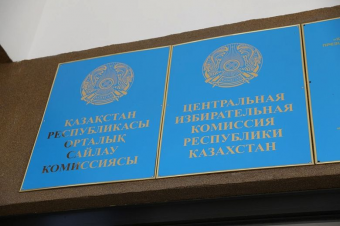 ҚАЗАҚСТАН
РЕСПУБЛИКАСЫ
ОРТАЛЫҚ
САЙЛАУ
КОМИССИЯСЫ
ЦЕНТРАЛЬНАЯ
ИЗБИРАТЕЛЬНАЯ
КОМИССИЯ
РЕСПУБЛИКИ
КАЗАХСТАН